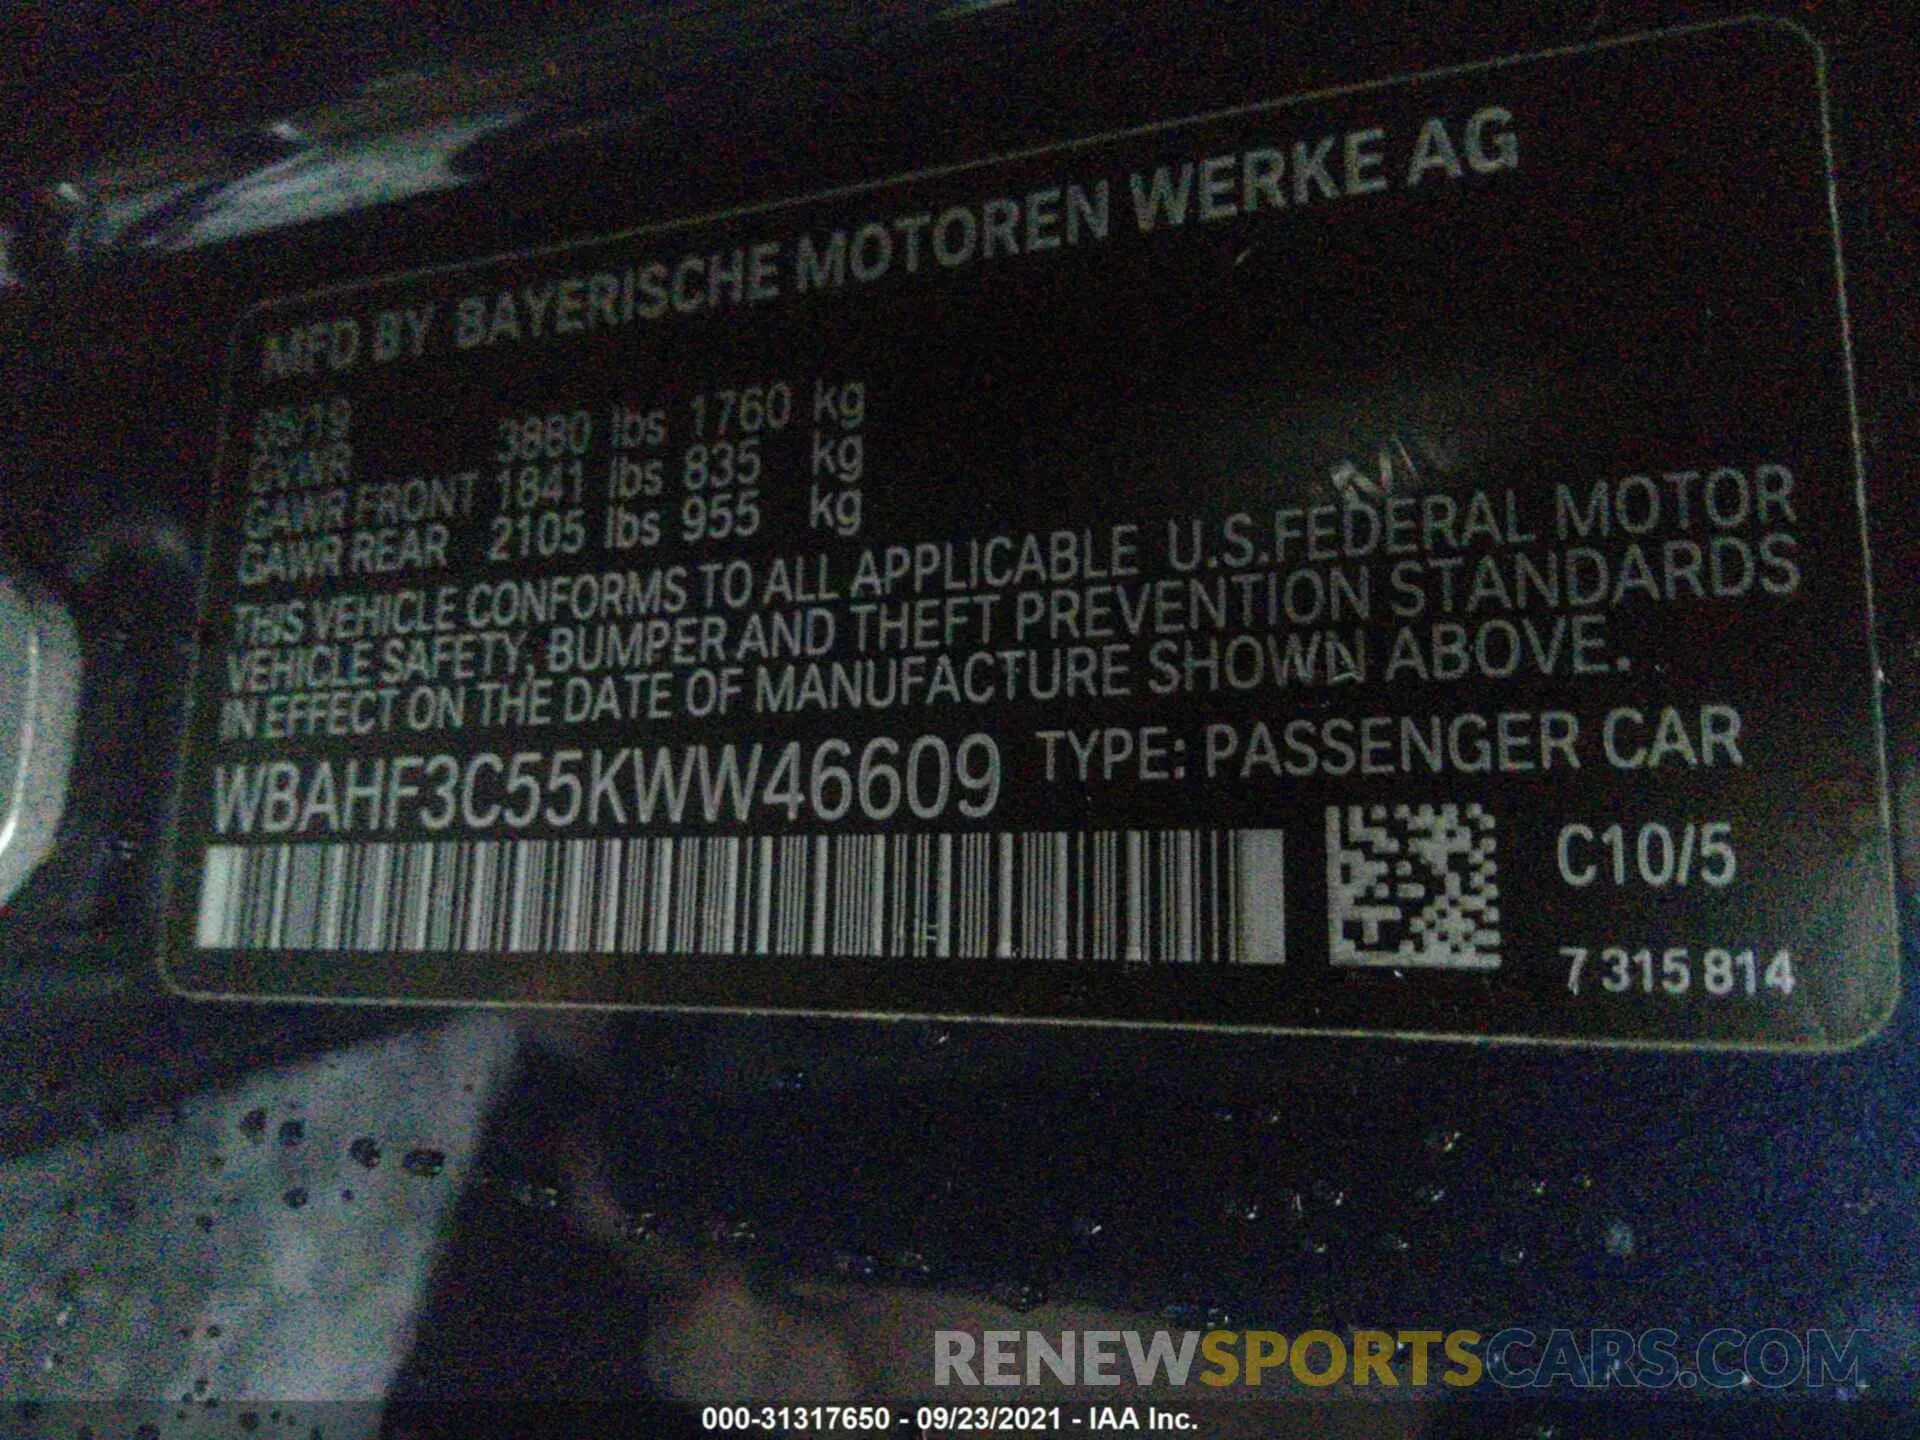 MFD BY BAYERISCHE MOTOREN WERKE AG
GVWR 3880 lbs 1760 kg
GAWR FRONT 1841 lbs 835 kg
GAWR REAR 2105 lbs 955 kg
THIS VEHICLE CONFORMS TO ALL APPLICABLE U.S.FEDERAL MOTOR
VEHICLE SAFETY, BUMPER AND THEFT PREVENTION STANDARDS
IN EFFECT ON THE DATE OF MANUFACTURE SHOWN ABOVE.
WBAHF3C55KWW46609 TYPE: PASSENGER CAR
C10/5
7 315 814
RENEWSPORTSCARS.COM
000-31317650 - 09/23/2021 - IAA Inc.